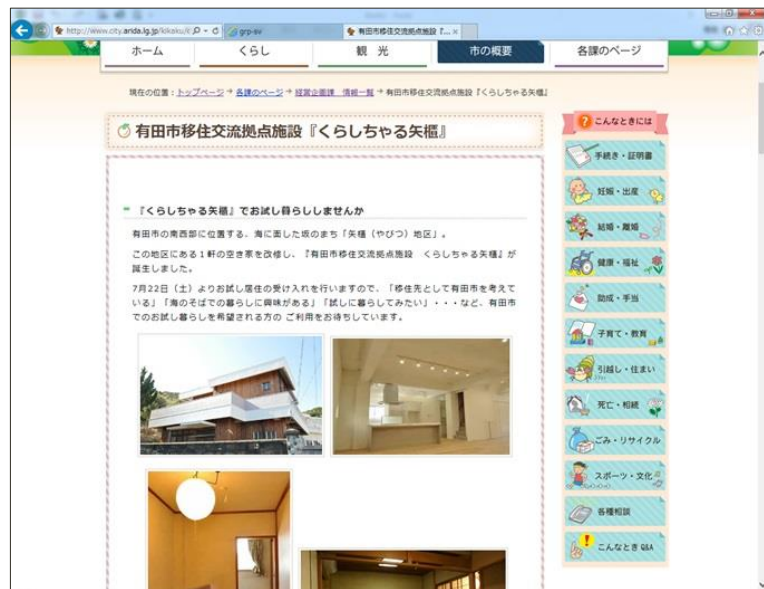 http://www.city.arida.lg.jp/kikaku/
grp-sv
有田市移住交流拠点施設『...
ホーム
くらし
観 光
市の概要
各課のページ
現在の位置：トップページ → 各課のページ → 経営企画課 情報一覧 → 有田市移住交流拠点施設『くらしちゃる矢櫃』
有田市移住交流拠点施設『くらしちゃる矢櫃』
『くらしちゃる矢櫃』でお試し暮らししませんか
有田市の南西部に位置する、海に面した坂のまち「矢櫃（やびつ）地区」。
この地区にある１軒の空き家を改修し、『有田市移住交流拠点施設　くらしちゃる矢櫃』が
誕生しました。
7月22日（土）よりお試し居住の受け入れを行いますので、「移住先として有田市を考えて
いる」「海のそばでの暮らしに興味がある」「試しに暮らしてみたい」・・・など、有田市
でのお試し暮らしを希望される方の ご利用をお待ちしています。
? こんなときには
手続き・証明書
妊娠・出産
結婚・離婚
健康・福祉
助成・手当
子育て・教育
引越し・住まい
死亡・相続
ごみ・リサイクル
スポーツ・文化
各種相談
こんなとき Q&A